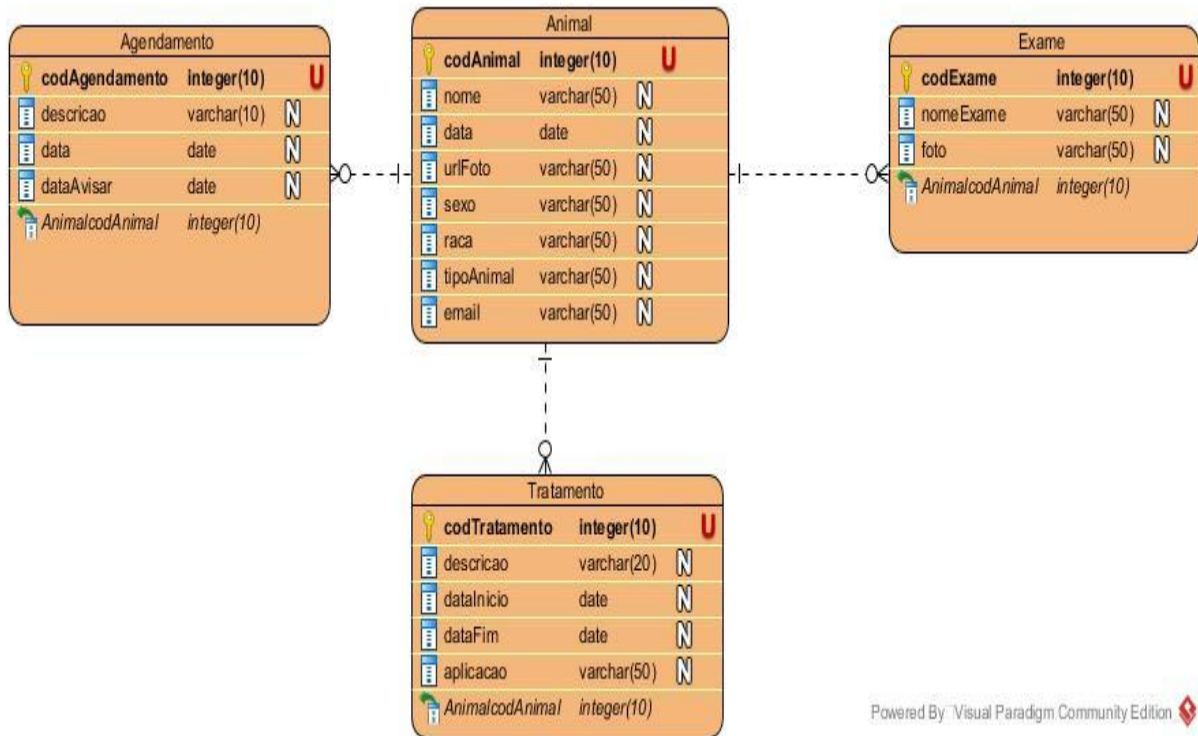 Agendamento
codAgendamento integer(10) U
descricao varchar(10) N
data date N
dataAvisar date N
AnimalcodAnimal integer(10)
Animal
codAnimal integer(10) U
nome varchar(50) N
data date N
urlFoto varchar(50) N
sexo varchar(50) N
raca varchar(50) N
tipoAnimal varchar(50) N
email varchar(50) N
Exame
codExame integer(10) U
nomeExame varchar(50) N
foto varchar(50) N
AnimalcodAnimal integer(10)
Tratamento
codTratamento integer(10) U
descricao varchar(20) N
dataInicio date N
dataFim date N
aplicacao varchar(50) N
AnimalcodAnimal integer(10)
Powered By Visual Paradigm Community Edition